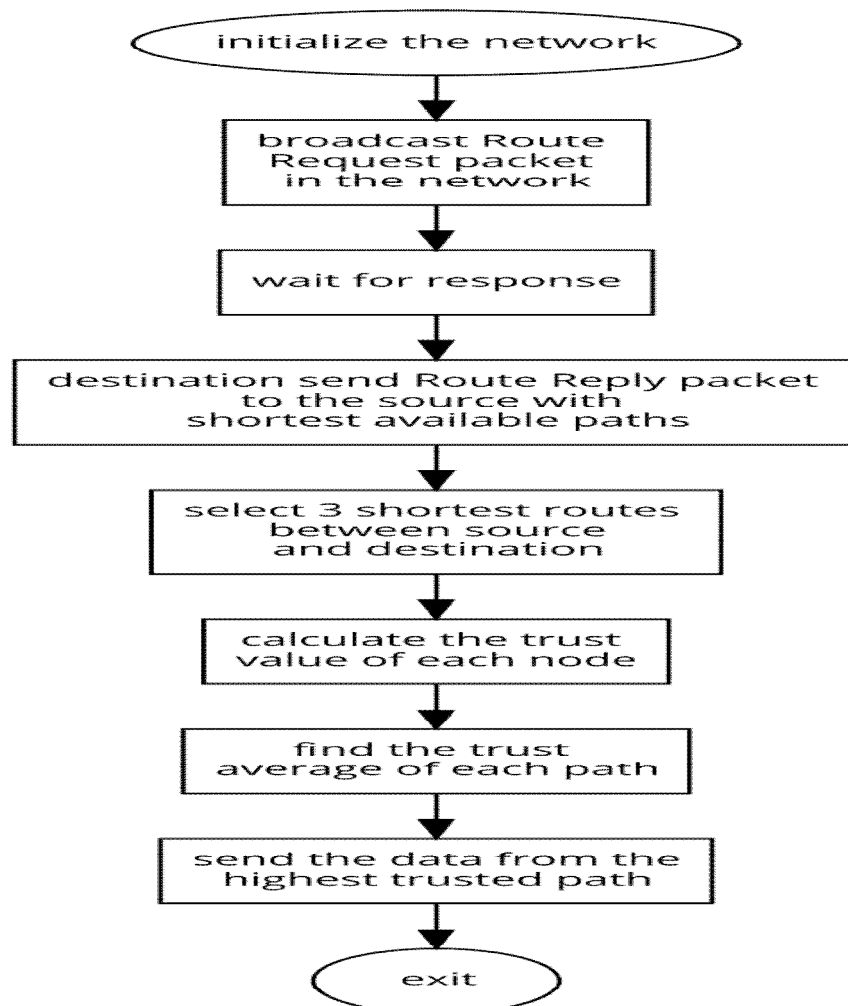 initialize the network
broadcast Route
Request packet
in the network
wait for response
destination send Route Reply packet
to the source with
shortest available paths
select 3 shortest routes
between source
and destination
calculate the trust
value of each node
find the trust
average of each path
send the data from the
highest trusted path
exit